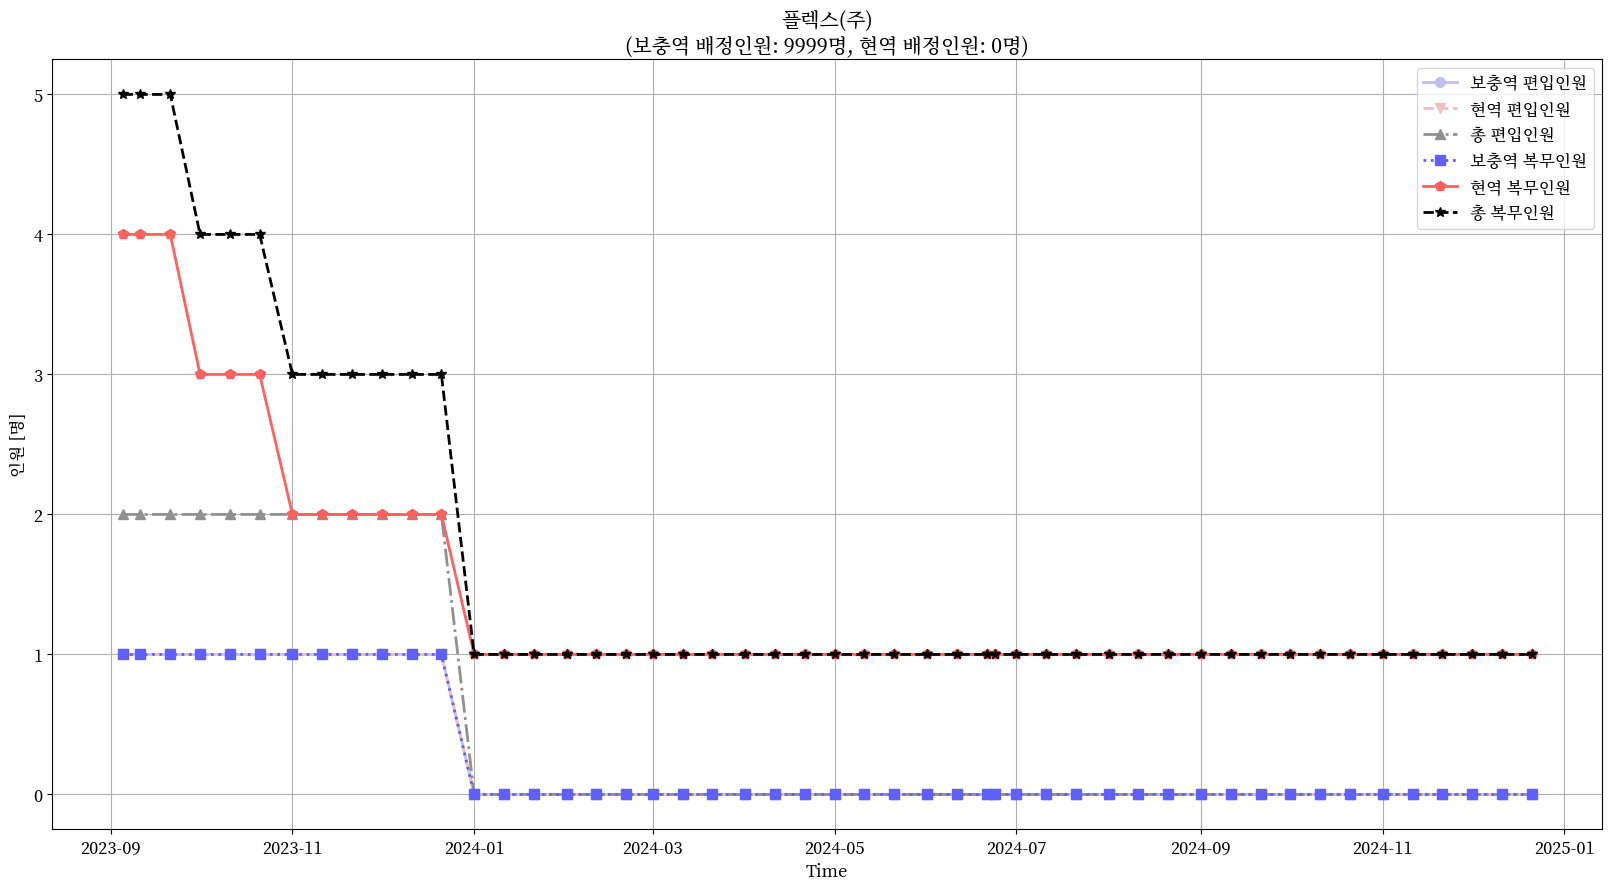 플렉스(주)
(보충역 배정인원: 9999명, 현역 배정인원: 0명)
보충역 편입인원
현역 편입인원
총 편입인원
보충역 복무인원
현역 복무인원
총 복무인원
인원 [명]
5
4
3
2
1
0
2023-09
2023-11
2024-01
2024-03
2024-05
2024-07
2024-09
2024-11
2025-01
Time